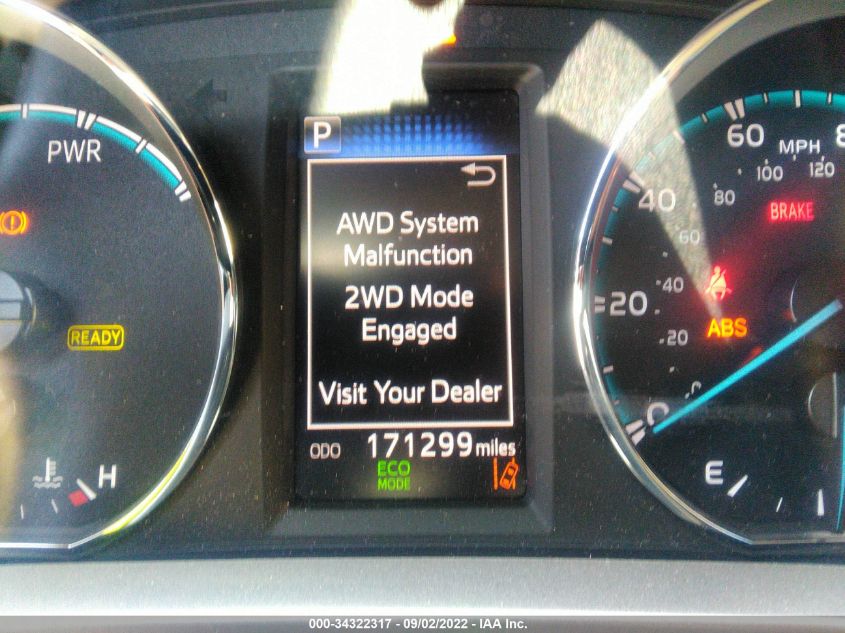 P
PWR
AWD System
Malfunction
2WD Mode
Engaged
Visit Your Dealer
ODO 171299 miles
ECO
MODE
READY
H
60
MPH
100
120
40
80
BRAKE
60
40
20
ABS
20
0
E
000-34322317 - 09/02/2022 - IAA Inc.